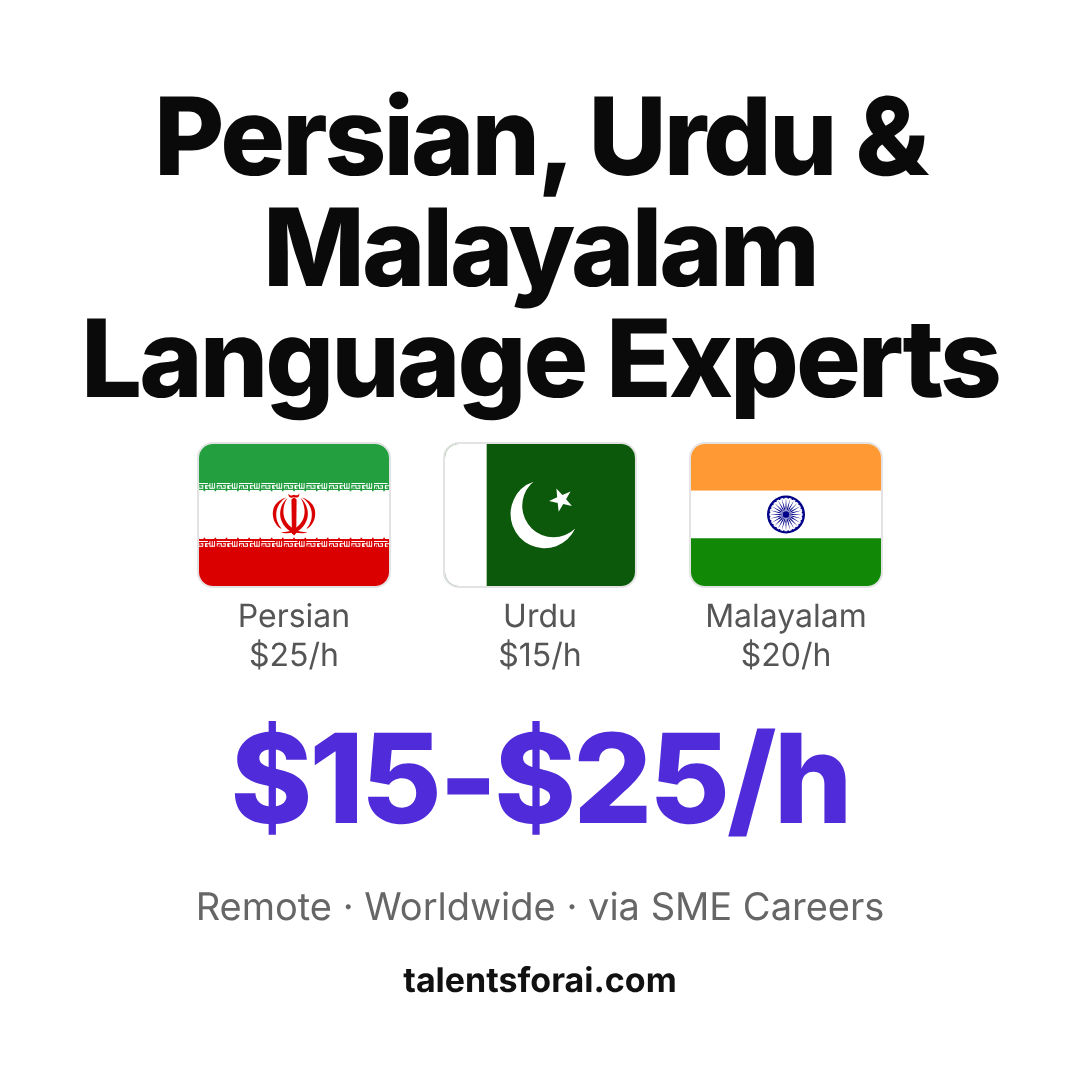 Persian, Urdu &
Malayalam
Language Experts
Persian
$25/h
Urdu
$15/h
Malayalam
$20/h
$15-$25/h
Remote · Worldwide · via SME Careers
talentsforai.com